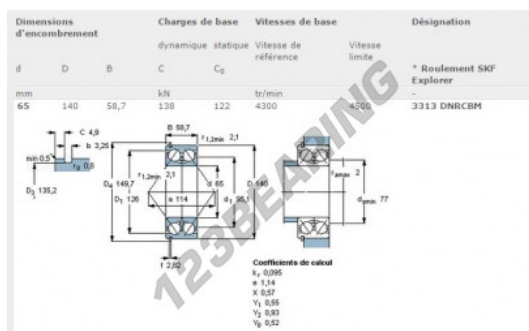 Dimensions d'encombrement Charges de base Vitesses de base Désignation
dynamique statique Vitesse de référence Vitesse limite
d D B C C0 * Roulement SKF Explorer
mm kN tr/min -
65 140 58,7 138 122 4300 4500 3313 DNRCBM
C 4,9
b 3,25
min 0,5
r0 0,6
D3 135,2
B 58,7
r1,2min 2,1
r1,2min 2,1
D4 149,7
D1 126
a 114
d 65
d1 95,1
D 140
f 2,82
ramax 2
damin 77
123BEARING
Coefficients de calcul
kr 0,095
e 1,14
X 0,57
Y1 0,55
Y2 0,93
Y0 0,52